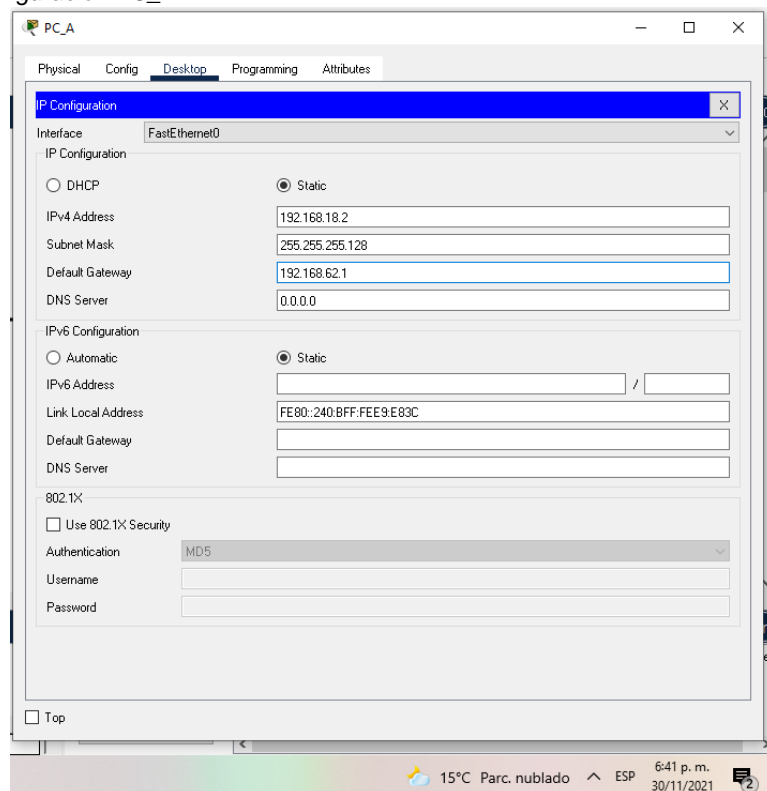 PC_A
Physical Config Desktop Programming Attributes
IP Configuration X
Interface FastEthernet0
IP Configuration
DHCP Static
IPv4 Address 192.168.18.2
Subnet Mask 255.255.255.128
Default Gateway 192.168.62.1
DNS Server 0.0.0.0
IPv6 Configuration
Automatic Static
IPv6 Address /
Link Local Address FE80::240:BFF:FEE9:E83C
Default Gateway
DNS Server
802.1X
Use 802.1X Security
Authentication MD5
Username
Password
Top
15°C Parc. nublado ESP 6:41 p. m.
30/11/2021 2